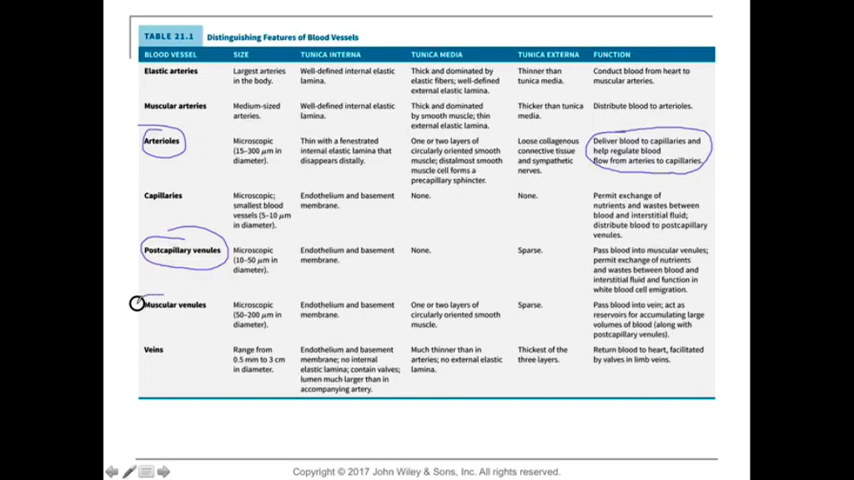 TABLE 21.1 Distinguishing Features of Blood Vessels
BLOOD VESSEL SIZE TUNICA INTERNA TUNICA MEDIA TUNICA EXTERNA FUNCTION
Elastic arteries Largest arteries Well-defined internal elastic Thick and dominated by Thinner than Conduct blood from heart to
in the body. lamina. elastic fibers; well-defined tunica media. muscular arteries.
external elastic lamina.
Muscular arteries Medium-sized Well-defined internal elastic Thick and dominated Thicker than tunica Distribute blood to arterioles.
arteries. lamina. by smooth muscle; thin media.
external elastic lamina.
Arterioles Microscopic Thin with a fenestrated One or two layers of Loose collagenous Deliver blood to capillaries and
(15–300 μm in internal elastic lamina that circularly oriented smooth connective tissue help regulate blood
diameter). disappears distally. muscle; distalmost smooth and sympathetic flow from arteries to capillaries.
muscle cell forms a nerves.
precapillary sphincter.
Capillaries Microscopic; Endothelium and basement None. None. Permit exchange of
smallest blood membrane. nutrients and wastes between
vessels (5–10 μm blood and interstitial fluid;
in diameter). distribute blood to postcapillary
venules.
Postcapillary venules Microscopic Endothelium and basement None. Sparse. Pass blood into muscular venules;
(10–50 μm in membrane. permit exchange of nutrients
diameter). and wastes between blood and
interstitial fluid and function in
white blood cell emigration.
Muscular venules Microscopic Endothelium and basement One or two layers of Sparse. Pass blood into vein; act as
(50–200 μm in membrane. circularly oriented smooth reservoirs for accumulating large
diameter). muscle. volumes of blood (along with
postcapillary venules).
Veins Range from Endothelium and basement Much thinner than in Thickest of the Return blood to heart, facilitated
0.5 mm to 3 cm membrane; no internal arteries; no external elastic three layers. by valves in limb veins.
in diameter. elastic lamina; contain valves; lamina.
lumen much larger than in
accompanying artery.
Copyright © 2017 John Wiley & Sons, Inc. All rights reserved.